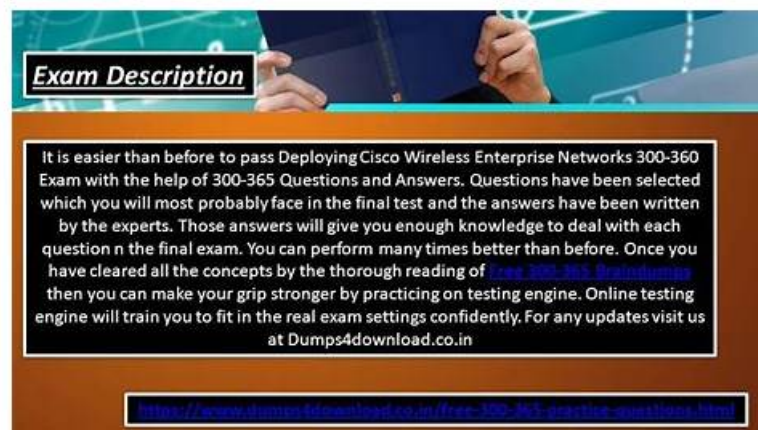 Exam Description
It is easier than before to pass Deploying Cisco Wireless Enterprise Networks 300-360
Exam with the help of 300-365 Questions and Answers. Questions have been selected
which you will most probably face in the final test and the answers have been written
by the experts. Those answers will give you enough knowledge to deal with each
question n the final exam. You can perform many times better than before. Once you
have cleared all the concepts by the thorough reading of Free 300-365 Braindumps
then you can make your grip stronger by practicing on testing engine. Online testing
engine will train you to fit in the real exam settings confidently. For any updates visit us
at Dumps4download.co.in
https://www.dumps4download.co.in/free-300-365-practise-questions.html